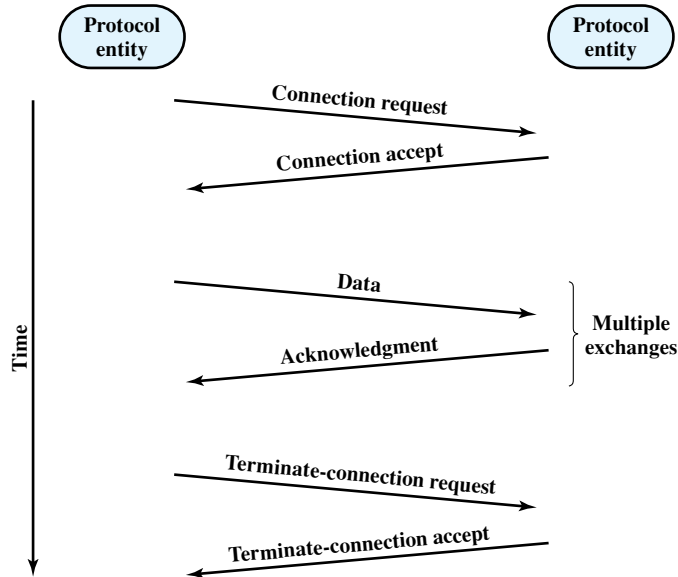 Protocol
entity
Protocol
entity
Connection request
Connection accept
Data
Multiple
exchanges
Time
Acknowledgment
Terminate-connection request
Terminate-connection accept